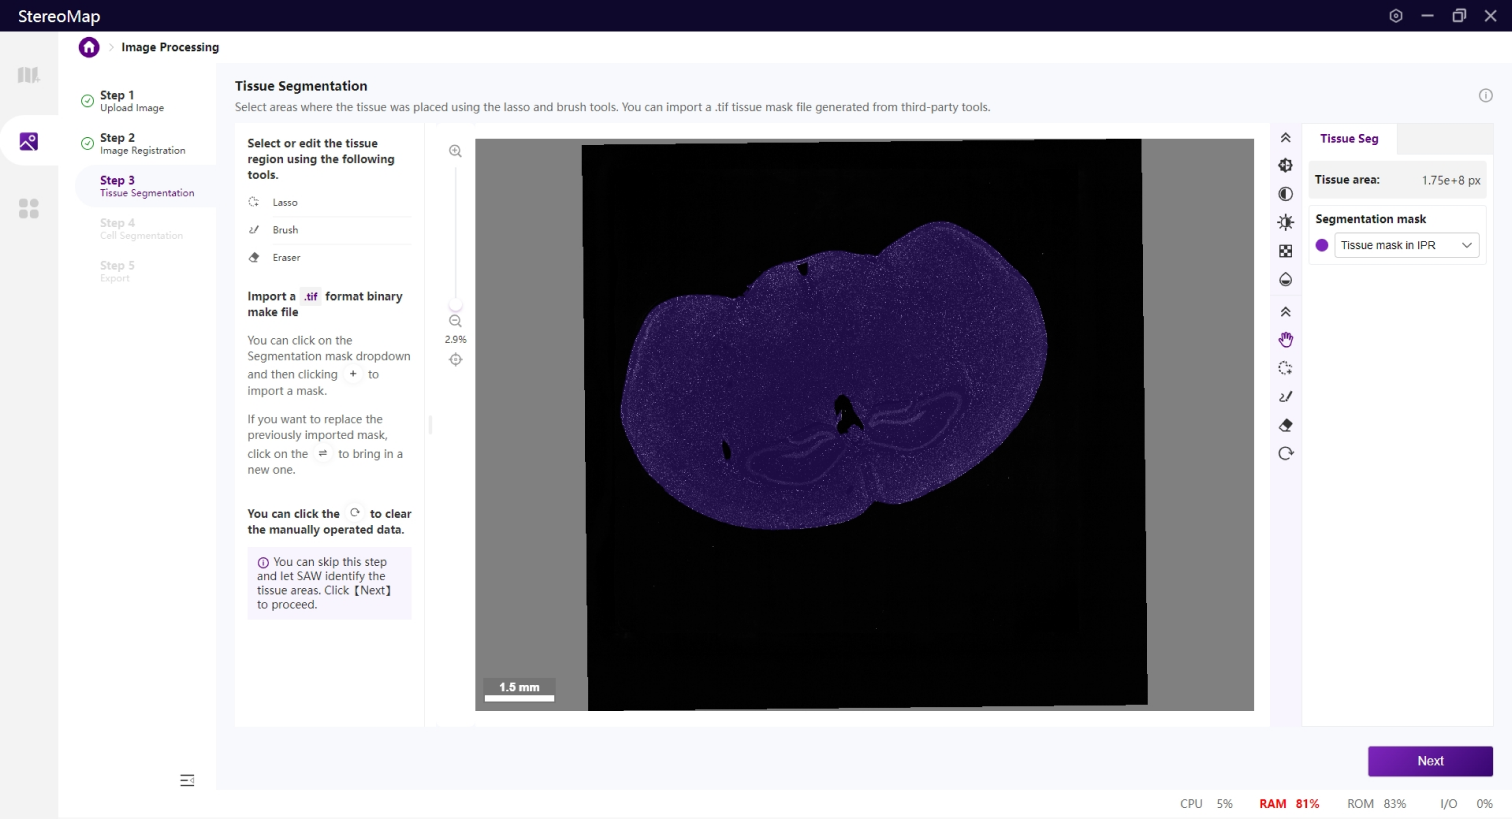 StereoMap
Image Processing
Step 1
Upload Image
Step 2
Image Registration
Step 3
Tissue Segmentation
Step 4
Cell Segmentation
Step 5
Export
Tissue Segmentation
Select areas where the tissue was placed using the lasso and brush tools. You can import a .tif tissue mask file generated from third-party tools.
Select or edit the tissue
region using the following
tools.
Lasso
Brush
Eraser
Import a .tif format binary
make file
You can click on the
Segmentation mask dropdown
and then clicking + to
import a mask.
If you want to replace the
previously imported mask,
click on the ⇌ to bring in a
new one.
You can click the ⟳ to clear
the manually operated data.
You can skip this step
and let SAW identify the
tissue areas. Click【Next】
to proceed.
2.9%
1.5 mm
Tissue Seg
Tissue area: 1.75e+8 px
Segmentation mask
Tissue mask in IPR
Next
CPU 5% RAM 81% ROM 83% I/O 0%